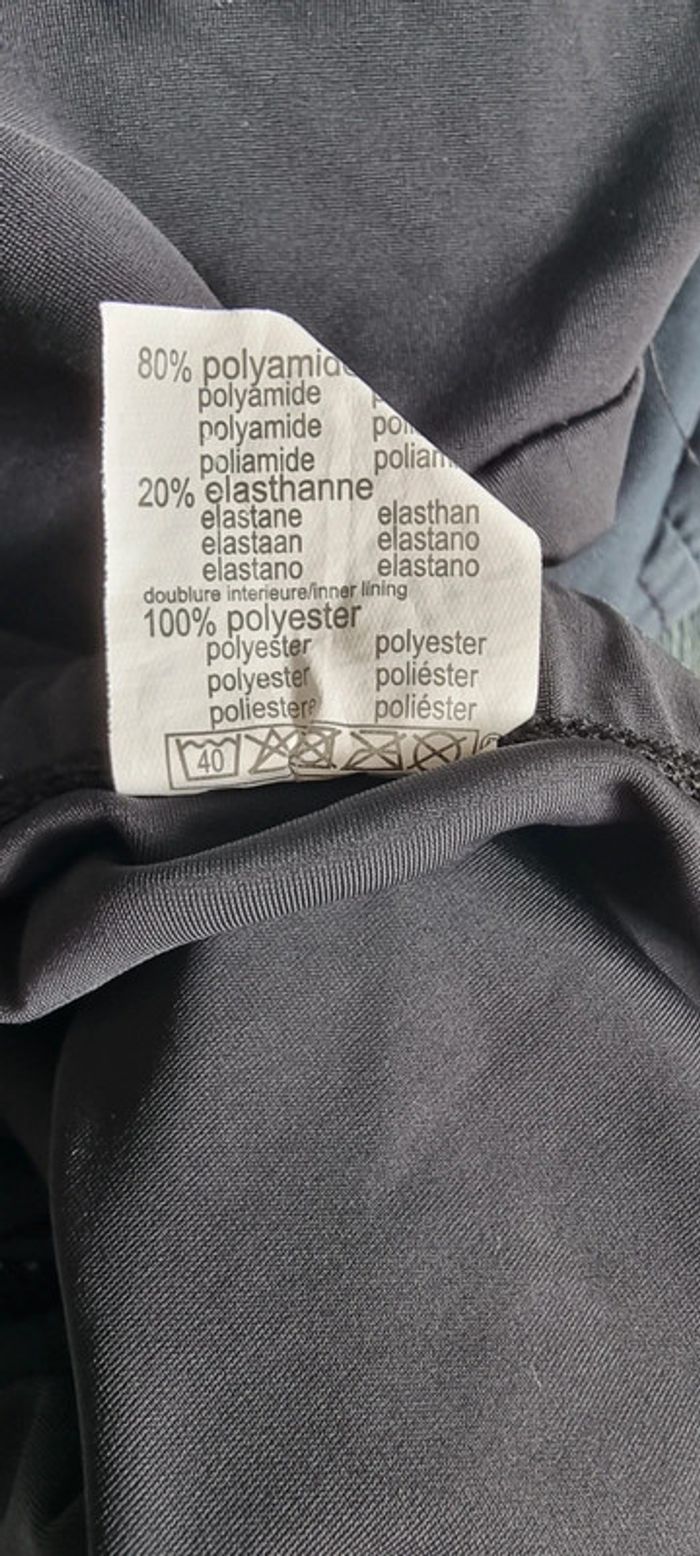 80% polyamide
polyamide
polyamide
poliamide
20% elasthanne
elastane elasthan
elastaan elastano
elastano elastano
doublure interieure/inner lining
100% polyester
polyester polyester
polyester poliéster
poliestere poliéster
40